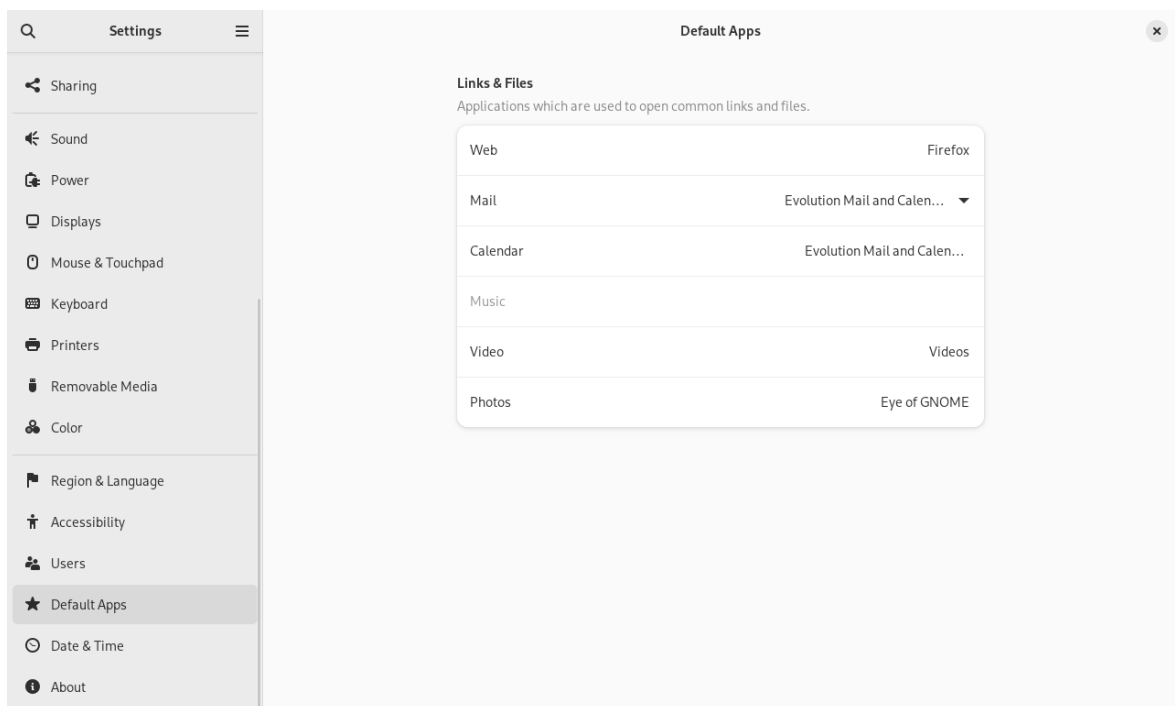 Settings
Default Apps
Sharing
Sound
Power
Displays
Mouse & Touchpad
Keyboard
Printers
Removable Media
Color
Region & Language
Accessibility
Users
Default Apps
Date & Time
About
Links & Files
Applications which are used to open common links and files.
Web Firefox
Mail Evolution Mail and Calen...
Calendar Evolution Mail and Calen...
Music
Video Videos
Photos Eye of GNOME